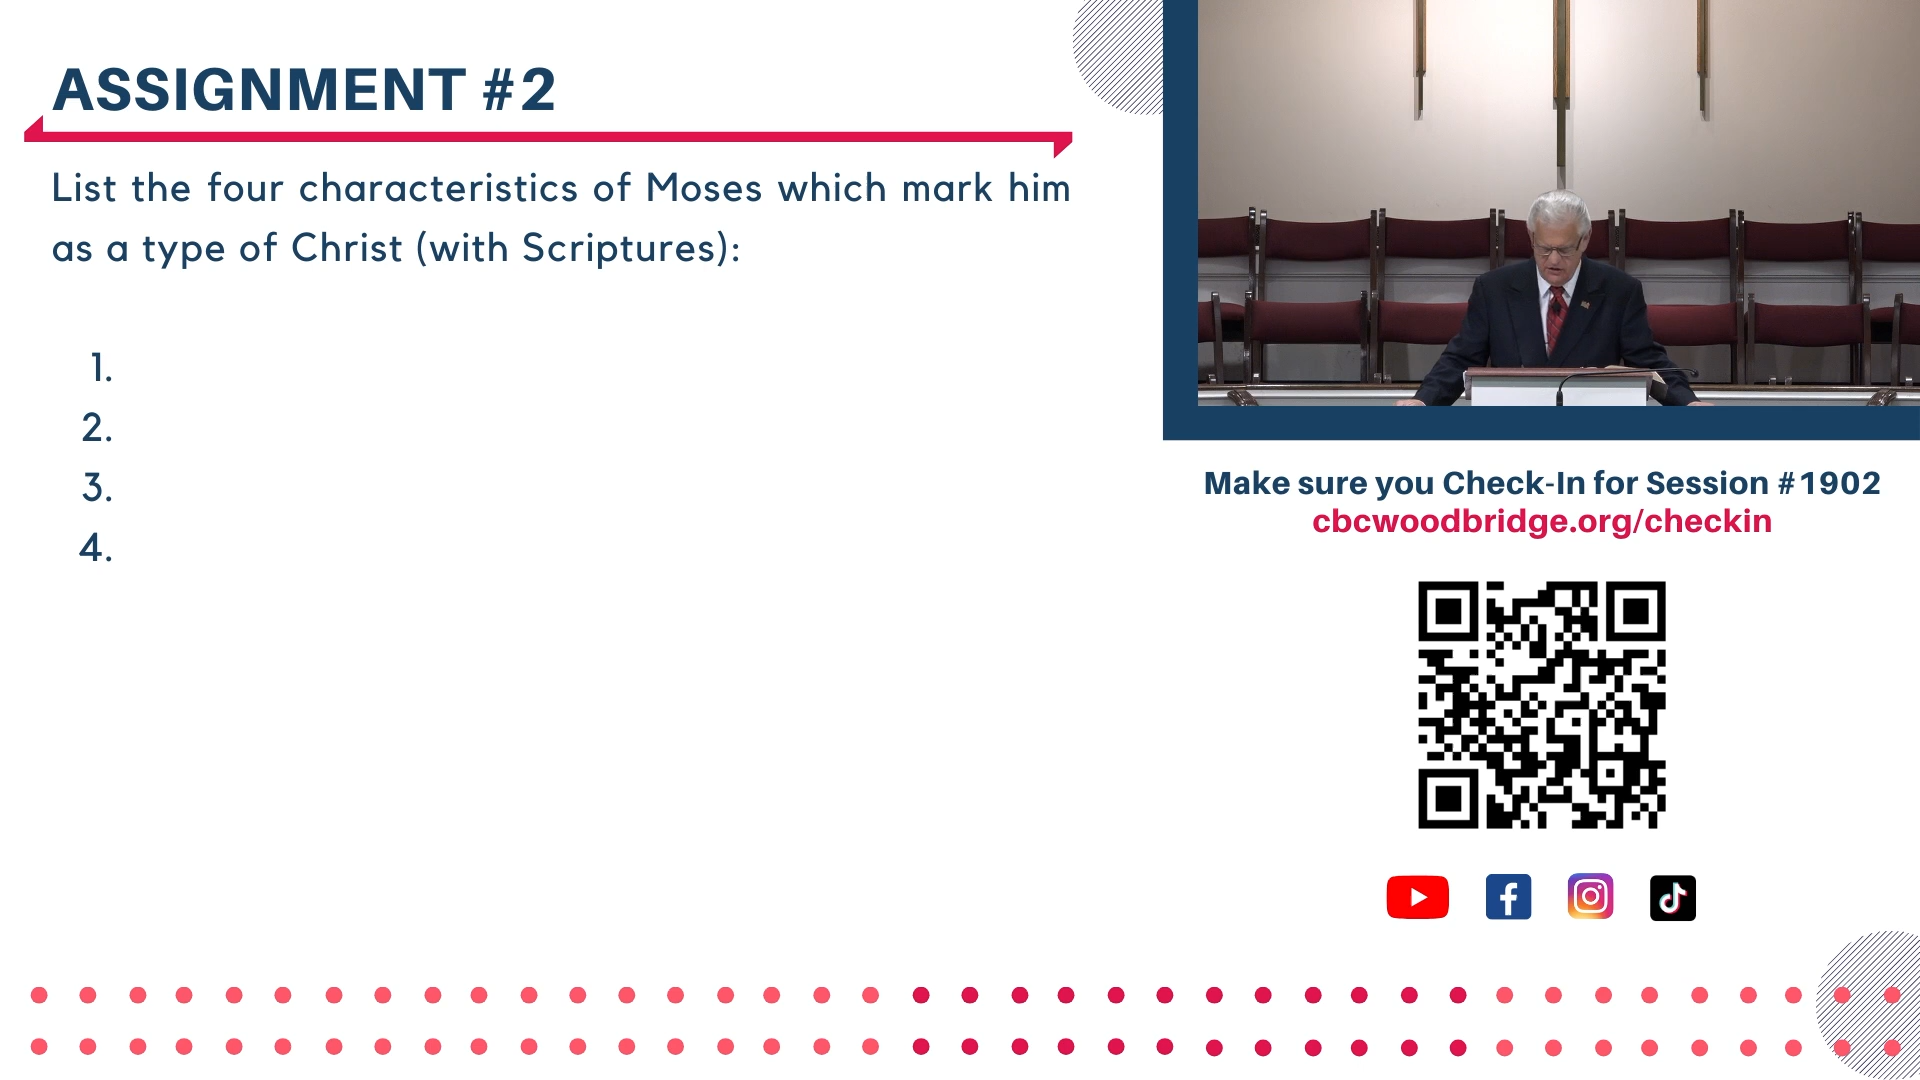 ASSIGNMENT #2
List the four characteristics of Moses which mark him
as a type of Christ (with Scriptures):
1.
2.
3.
4.
Make sure you Check-In for Session #1902
cbcwoodbridge.org/checkin